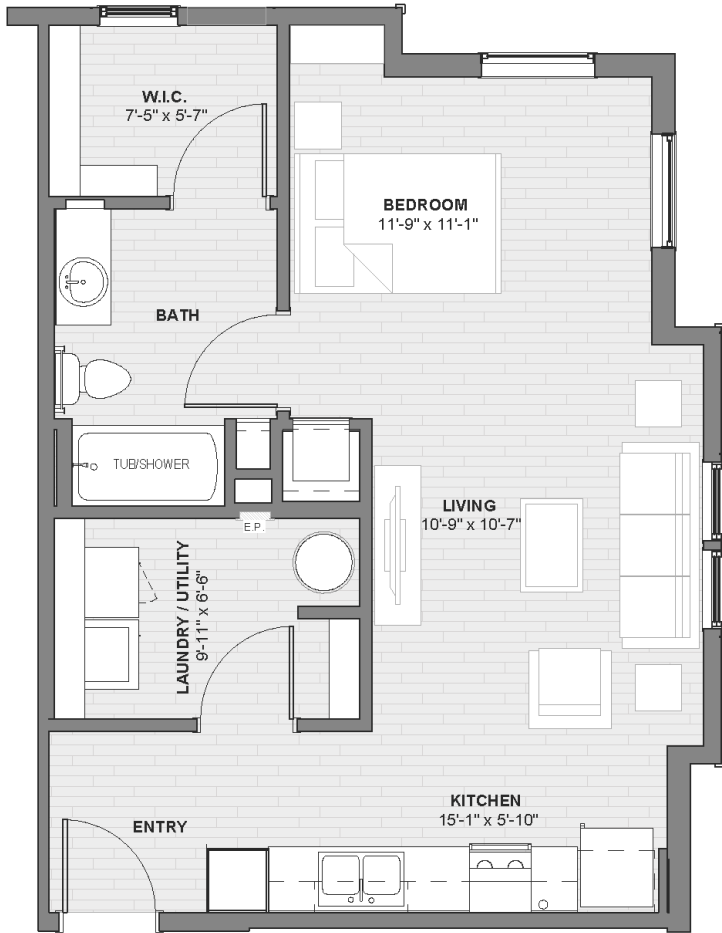 W.I.C.
7'-5" x 5'-7"
BEDROOM
11'-9" x 11'-1"
BATH
TUB/SHOWER
LIVING
10'-9" x 10'-7"
E.P.
LAUNDRY / UTILITY
9'-11" x 6'-6"
KITCHEN
15'-1" x 5'-10"
ENTRY